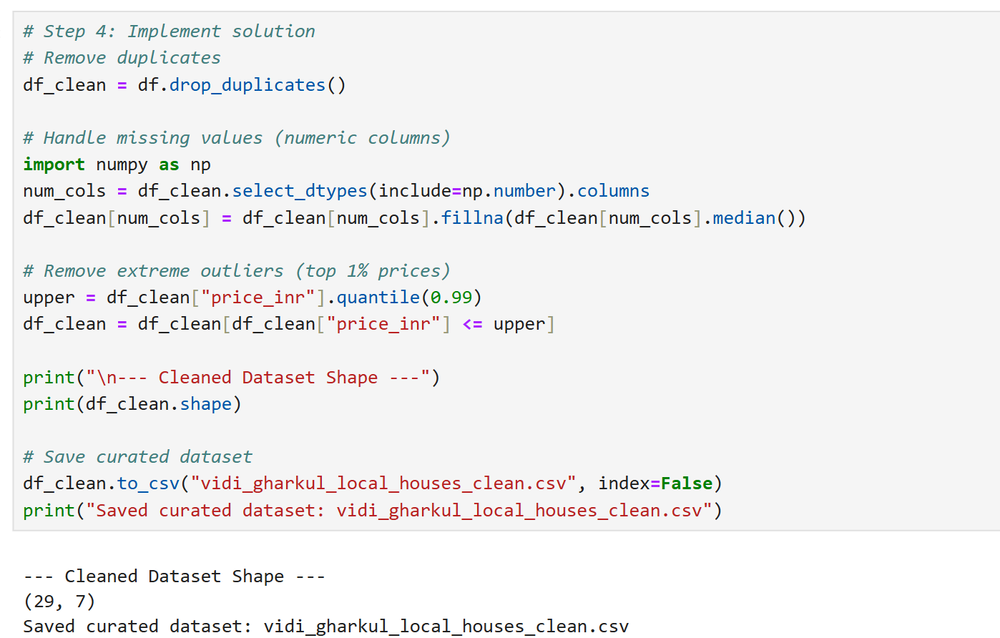 # Step 4: Implement solution
# Remove duplicates
df_clean = df.drop_duplicates()
# Handle missing values (numeric columns)
import numpy as np
num_cols = df_clean.select_dtypes(include=np.number).columns
df_clean[num_cols] = df_clean[num_cols].fillna(df_clean[num_cols].median())
# Remove extreme outliers (top 1% prices)
upper = df_clean["price_inr"].quantile(0.99)
df_clean = df_clean[df_clean["price_inr"] <= upper]
print("\n--- Cleaned Dataset Shape ---")
print(df_clean.shape)
# Save curated dataset
df_clean.to_csv("vidi_gharkul_local_houses_clean.csv", index=False)
print("Saved curated dataset: vidi_gharkul_local_houses_clean.csv")
--- Cleaned Dataset Shape ---
(29, 7)
Saved curated dataset: vidi_gharkul_local_houses_clean.csv